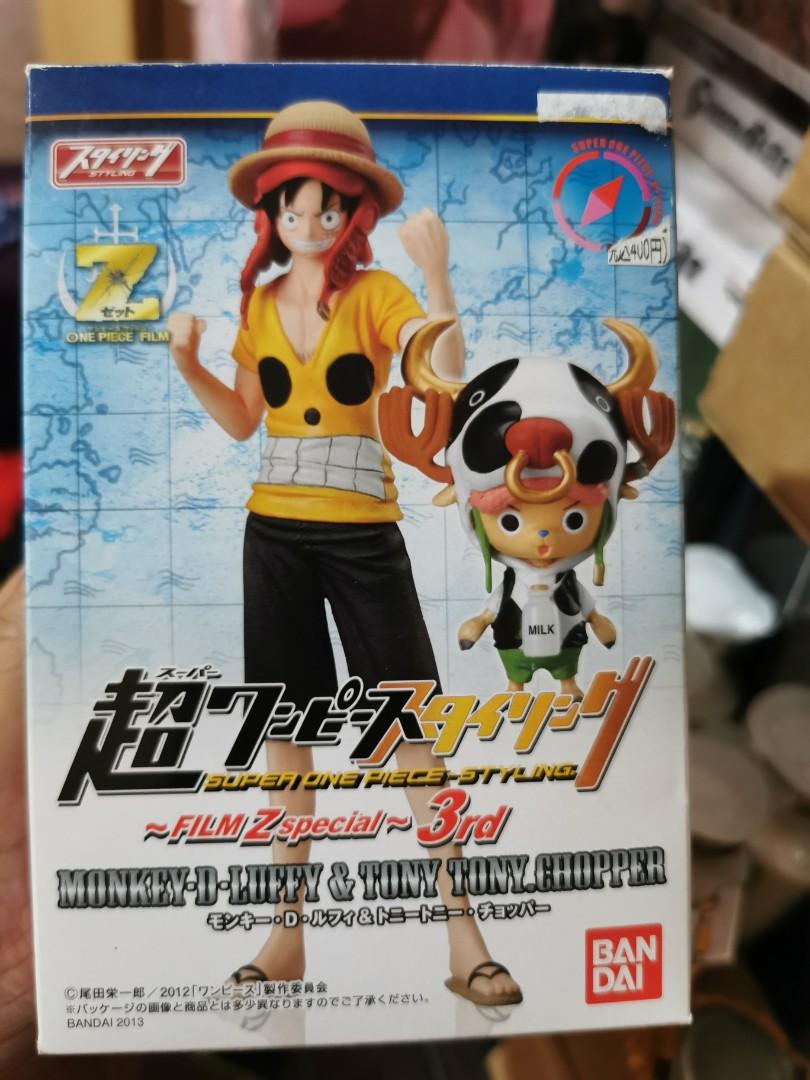 スタイリング
STYLING
SUPER ONE PIECE STYLING
Z
ゼット
ONE PIECE FILM
400円)
MILK
スーパー
超ワンピーススタイリング
SUPER ONE PIECE-STYLING.
~FILM Z special~ 3rd
MONKEY·D·LUFFY & TONY TONY.CHOPPER
モンキー・D・ルフィ&トニートニー・チョッパー
BAN
DAI
©尾田栄一郎/2012「ワンピース」製作委員会
※パッケージの画像と商品とは多少異なりますのでご了承ください。
BANDAI 2013